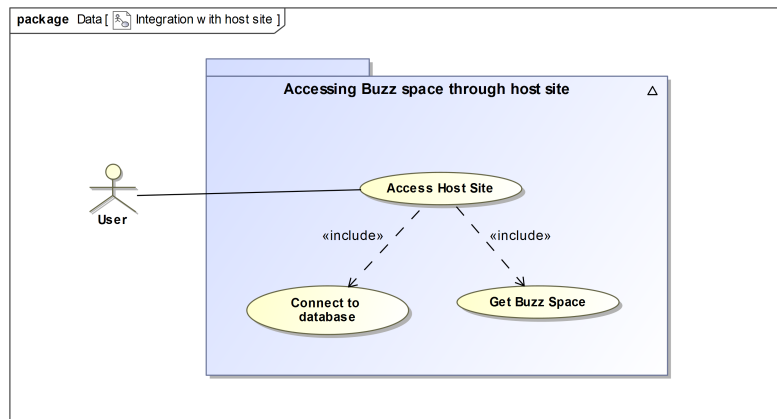 package Data [ Integration with host site ]
Accessing Buzz space through host site
Access Host Site
User
«include»
«include»
Connect to
database
Get Buzz Space